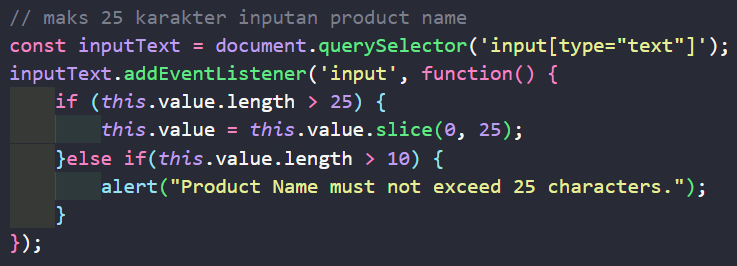 // maks 25 karakter inputan product name
const inputText = document.querySelector('input[type="text"]');
inputText.addEventListener('input', function() {
    if (this.value.length > 25) {
        this.value = this.value.slice(0, 25);
    }else if(this.value.length > 10) {
        alert("Product Name must not exceed 25 characters.");
    }
});